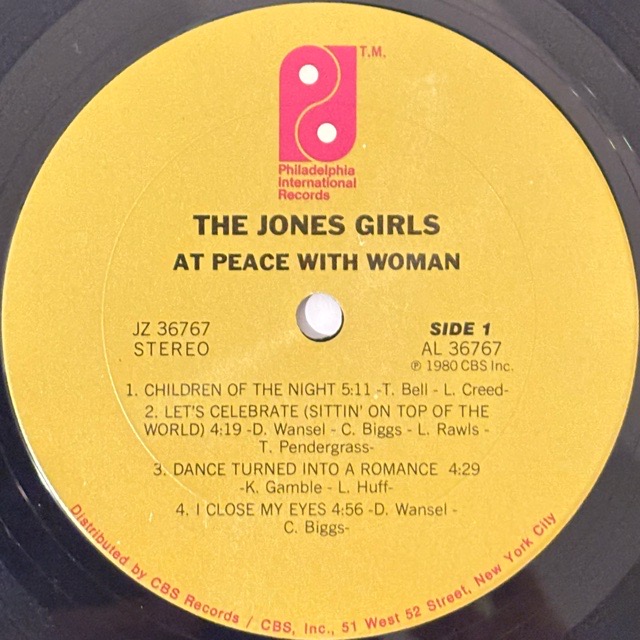 T.M.
Philadelphia
International
Records
THE JONES GIRLS
AT PEACE WITH WOMAN
JZ 36767
STEREO
SIDE 1
AL 36767
℗ 1980 CBS Inc.
1. CHILDREN OF THE NIGHT 5:11 -T. Bell - L. Creed-
2. LET'S CELEBRATE (SITTIN' ON TOP OF THE
WORLD) 4:19 -D. Wansel - C. Biggs - L. Rawls -
T. Pendergrass-
3. DANCE TURNED INTO A ROMANCE 4:29
-K. Gamble - L. Huff-
4. I CLOSE MY EYES 4:56 -D. Wansel -
C. Biggs-
Distributed by CBS Records / CBS, Inc., 51 West 52 Street, New York City